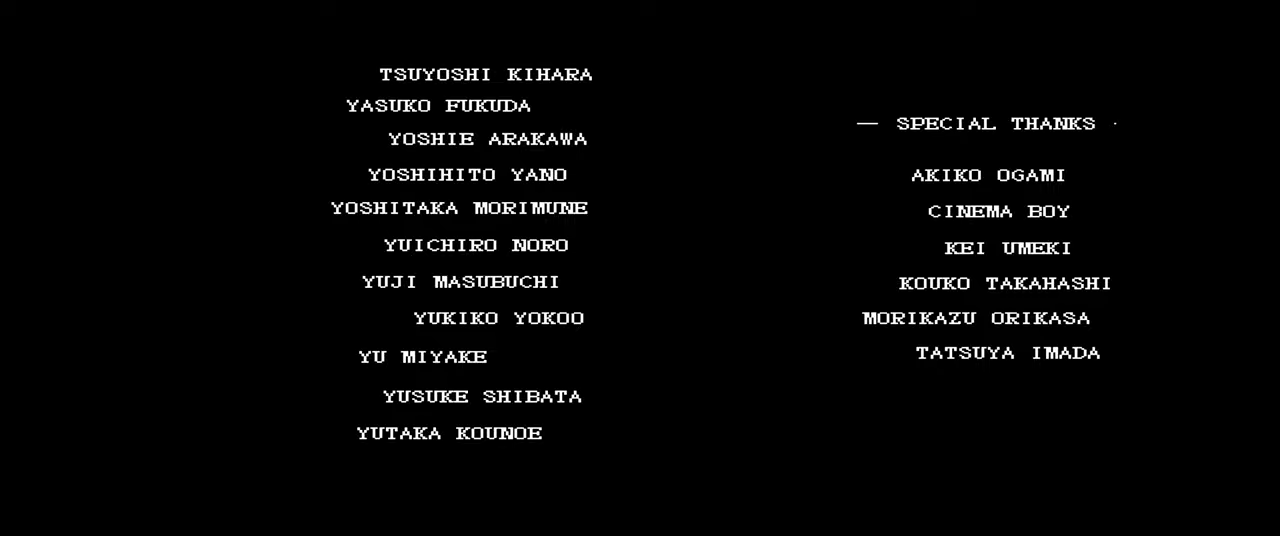 TSUYOSHI KIHARA
YASUKO FUKUDA
YOSHIE ARAKAWA
YOSHIHITO YANO
YOSHITAKA MORIMUNE
YUICHIRO NORO
YUJI MASUBUCHI
YUKIKO YOKOO
YU MIYAKE
YUSUKE SHIBATA
YUTAKA KOUNOE
— SPECIAL THANKS ·
AKIKO OGAMI
CINEMA BOY
KEI UMEKI
KOUKO TAKAHASHI
MORIKAZU ORIKASA
TATSUYA IMADA